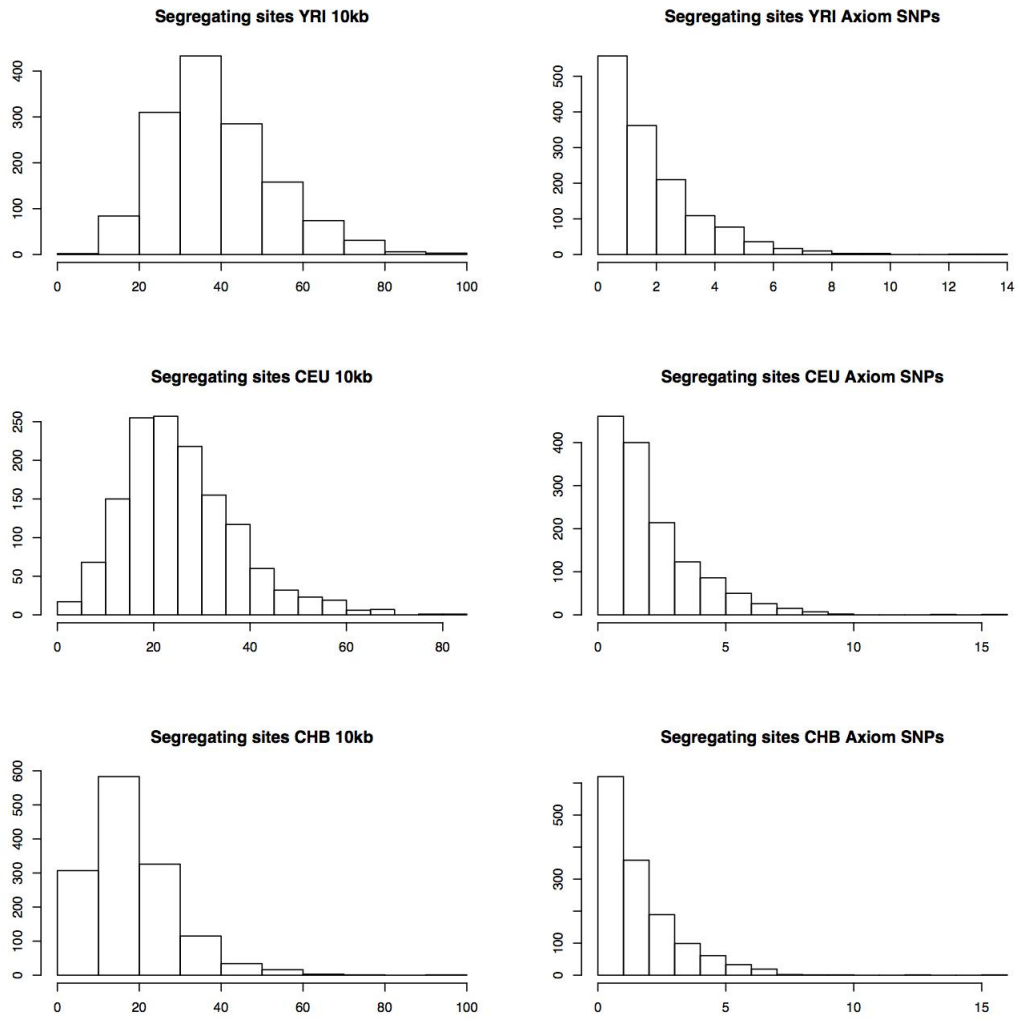 Segregating sites YRI 10kb
0 100 200 300 400
0 20 40 60 80 100
Segregating sites YRI Axiom SNPs
0 100 200 300 400 500
0 2 4 6 8 10 12 14
Segregating sites CEU 10kb
0 50 100 150 200 250
0 20 40 60 80
Segregating sites CEU Axiom SNPs
0 100 200 300 400
0 5 10 15
Segregating sites CHB 10kb
0 100 200 300 400 500 600
0 20 40 60 80 100
Segregating sites CHB Axiom SNPs
0 100 300 500
0 5 10 15